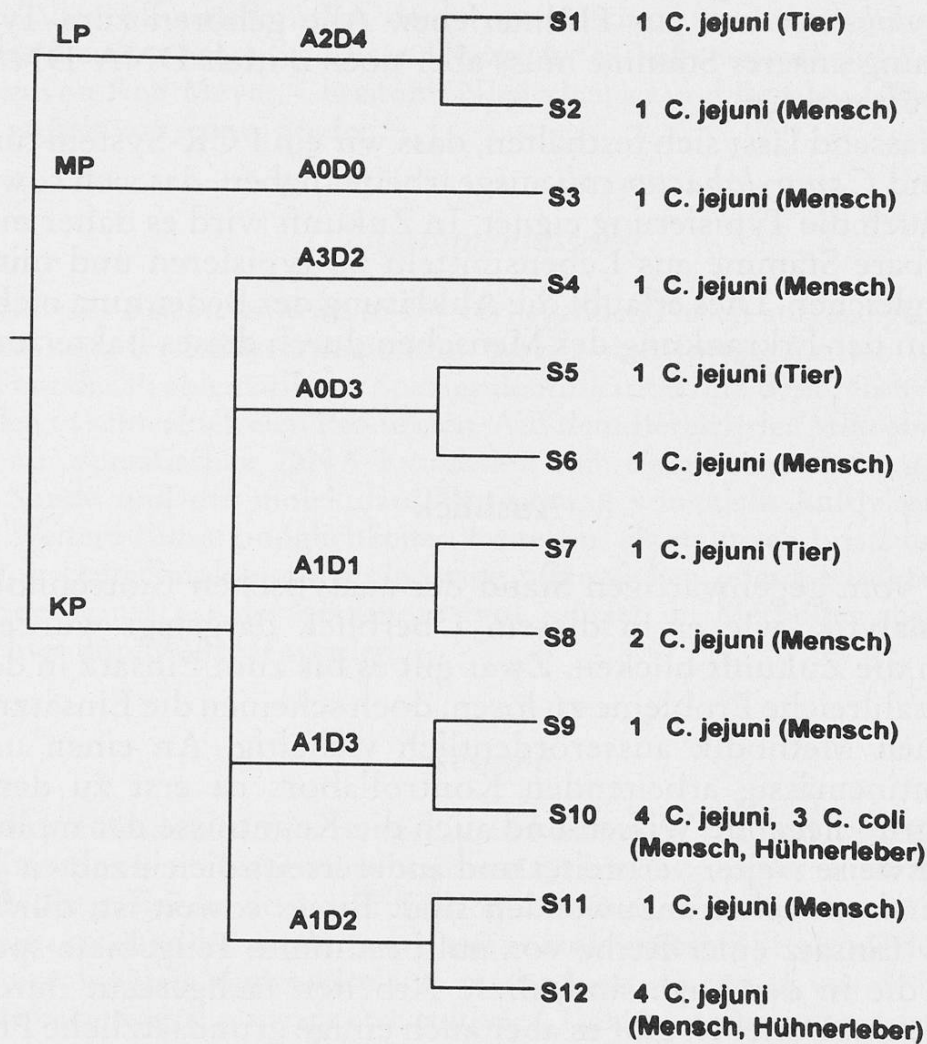 LP A2D4 S1 1 C. jejuni (Tier)
S2 1 C. jejuni (Mensch)
MP A0D0 S3 1 C. jejuni (Mensch)
A3D2 S4 1 C. jejuni (Mensch)
A0D3 S5 1 C. jejuni (Tier)
S6 1 C. jejuni (Mensch)
A1D1 S7 1 C. jejuni (Tier)
KP S8 2 C. jejuni (Mensch)
A1D3 S9 1 C. jejuni (Mensch)
S10 4 C. jejuni, 3 C. coli
(Mensch, Hühnerleber)
A1D2 S11 1 C. jejuni (Mensch)
S12 4 C. jejuni
(Mensch, Hühnerleber)